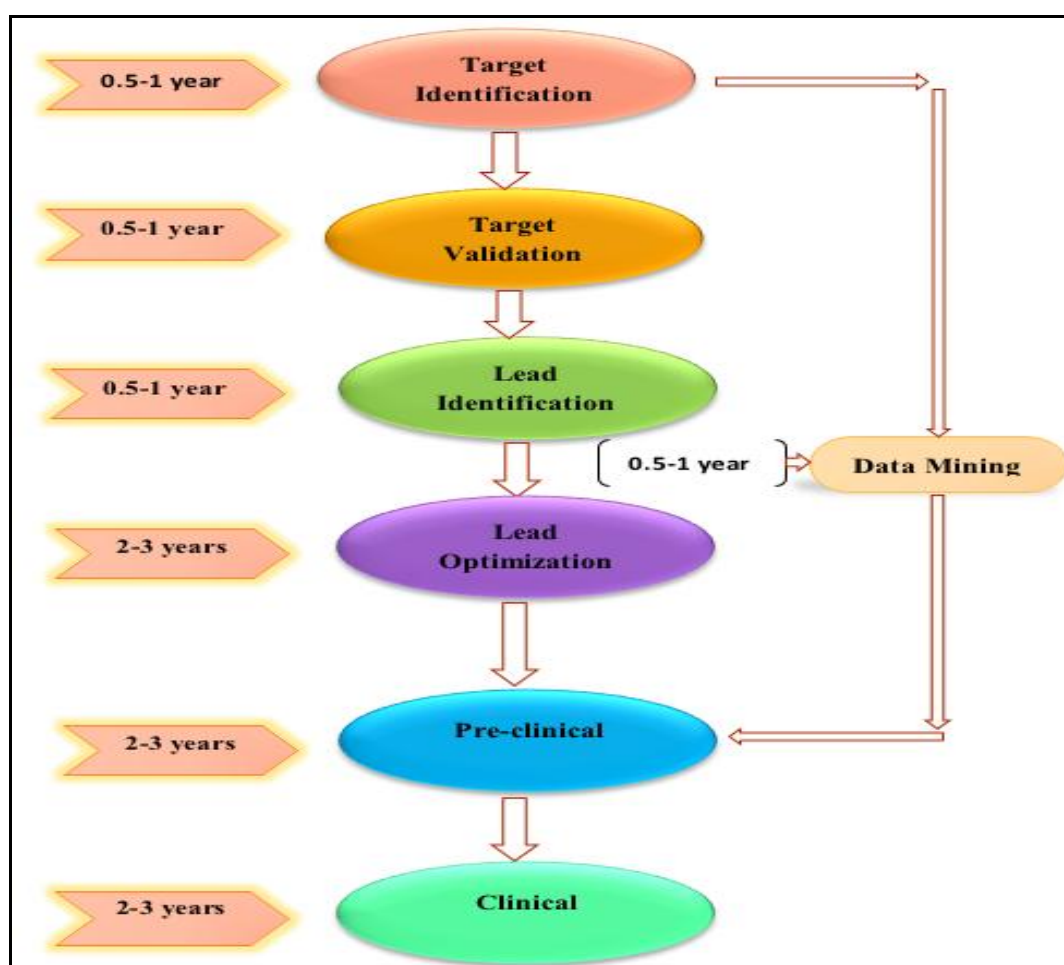 0.5-1 year
Target
Identification
0.5-1 year
Target
Validation
0.5-1 year
Lead
Identification
0.5-1 year
Data Mining
2-3 years
Lead
Optimization
2-3 years
Pre-clinical
2-3 years
Clinical